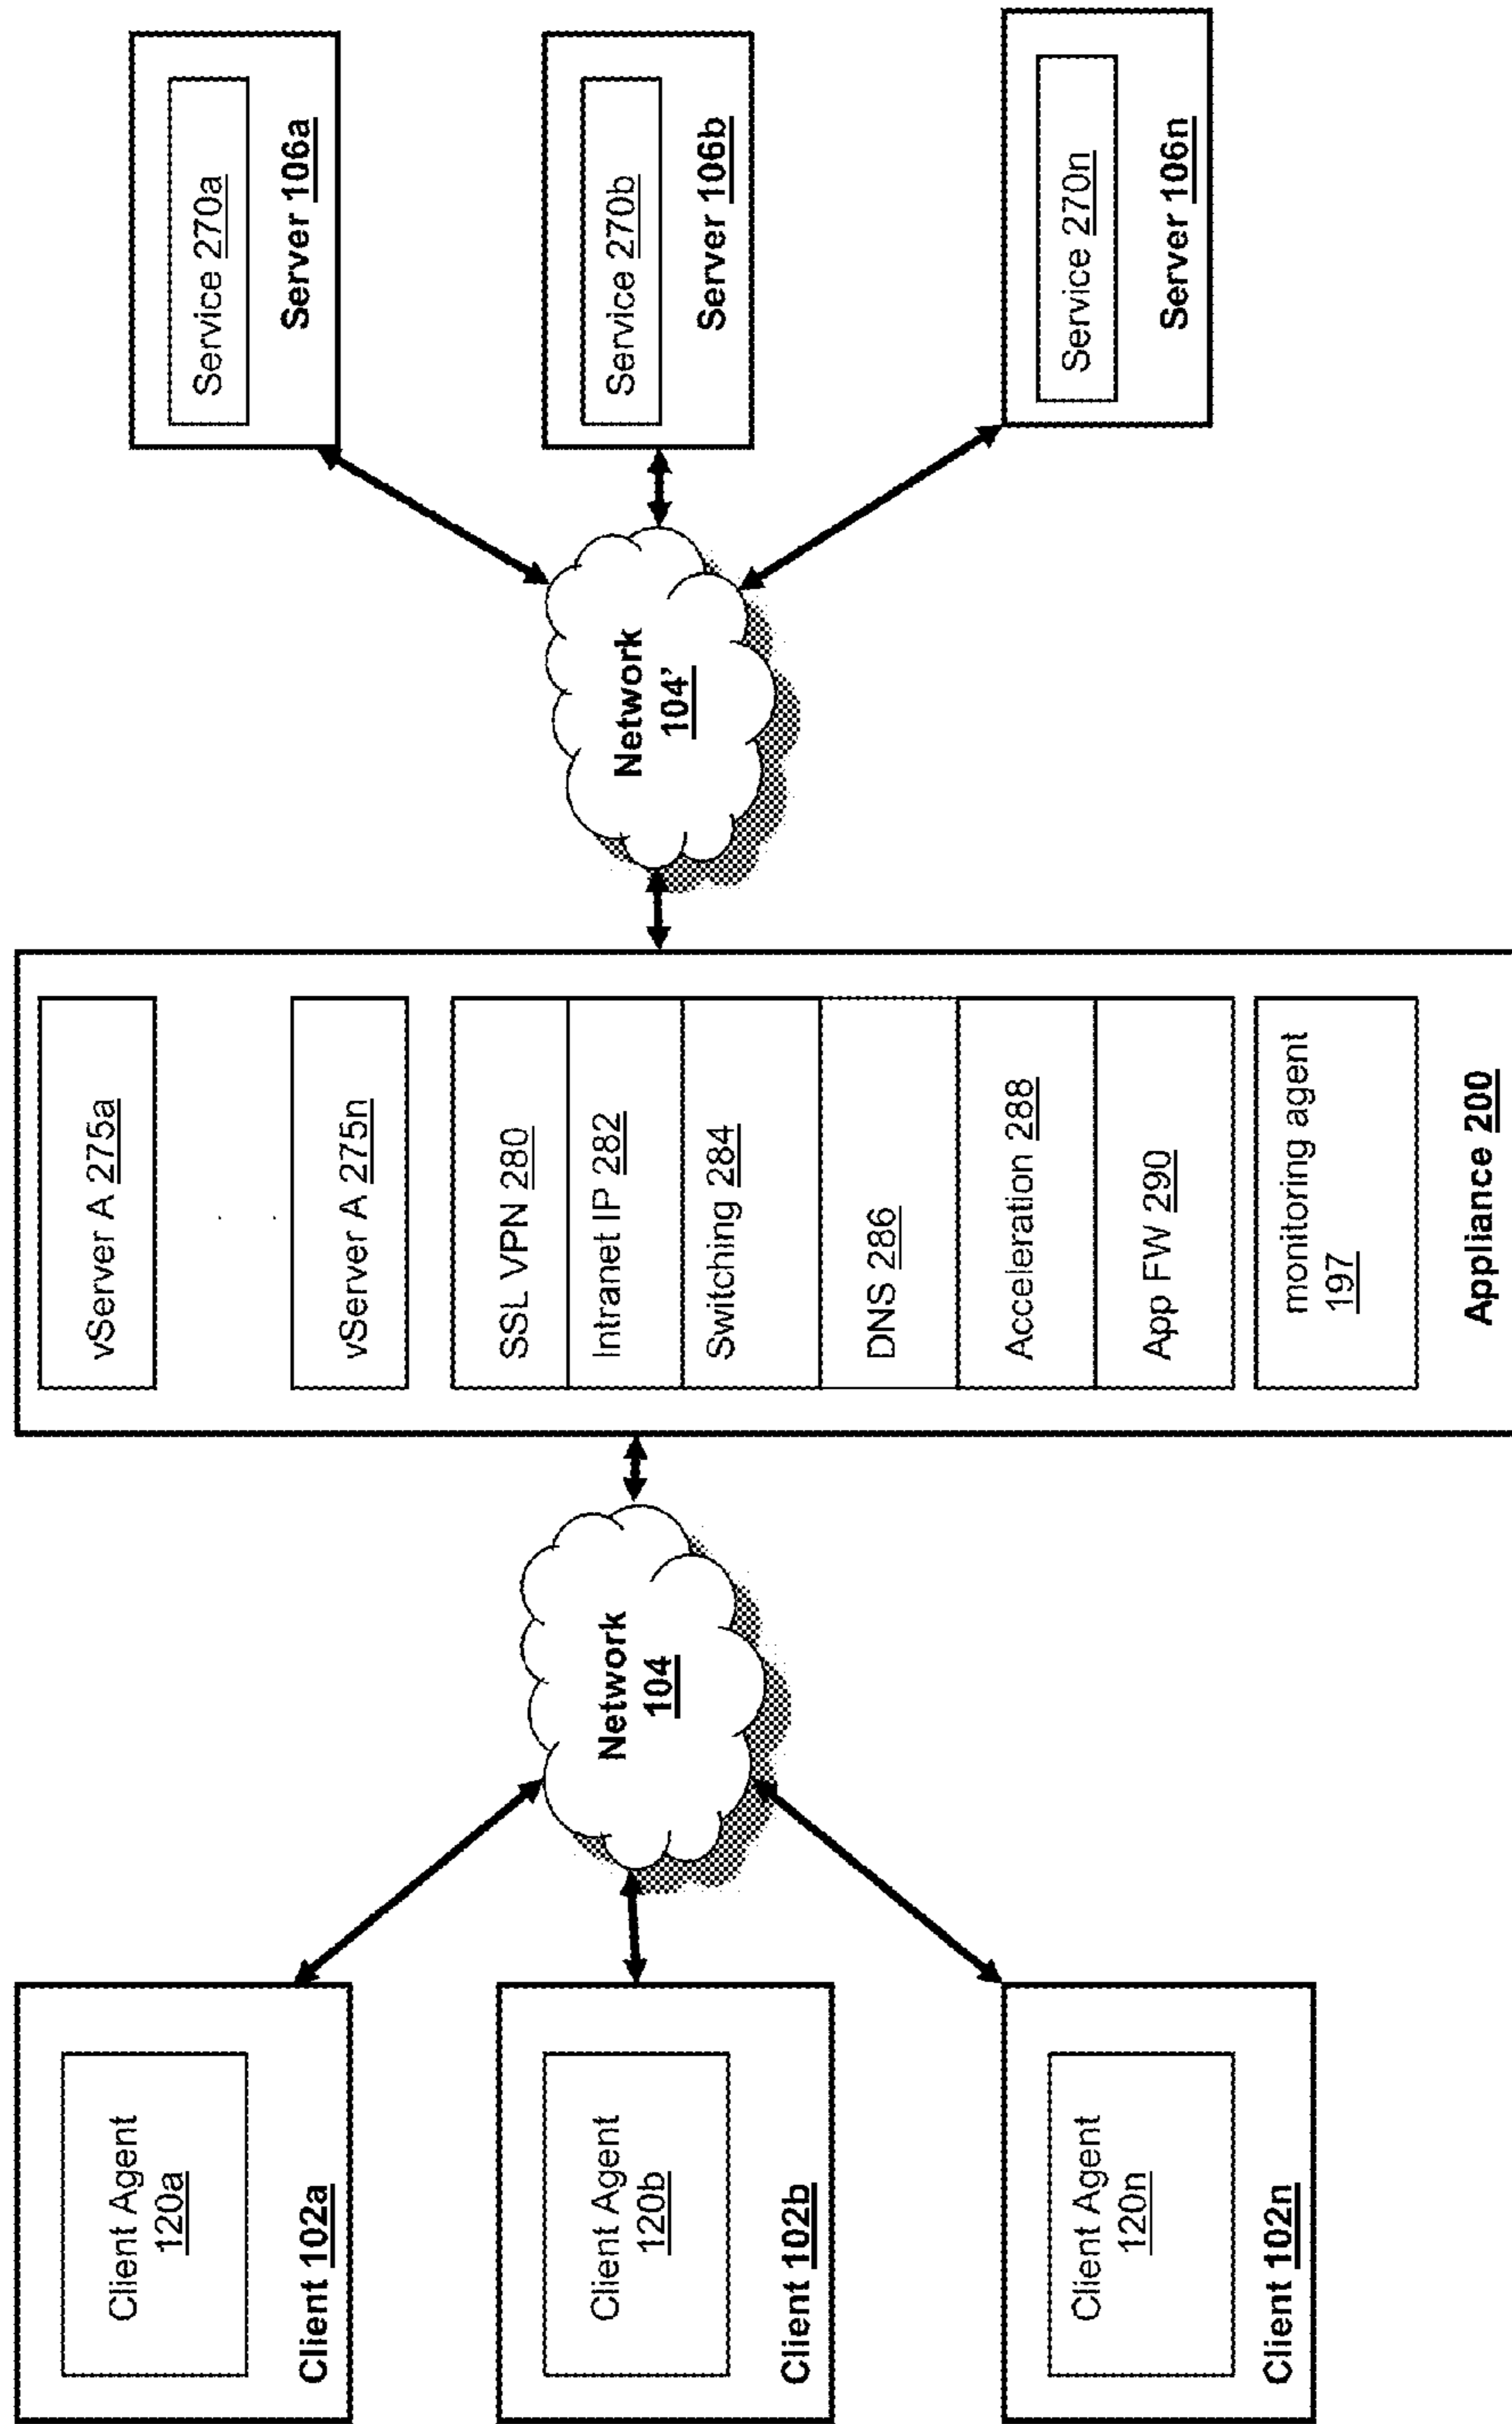 Client Agent
120a
Client 102a
Client Agent
120b
Client 102b
Client Agent
120n
Client 102n
Network
104
vServer A 275a
vServer A 275n
SSL VPN 280
Intranet IP 282
Switching 284
DNS 286
Acceleration 288
App FW 290
monitoring agent
197
Appliance 200
Network
104’
Service 270a
Server 106a
Service 270b
Server 106b
Service 270n
Server 106n